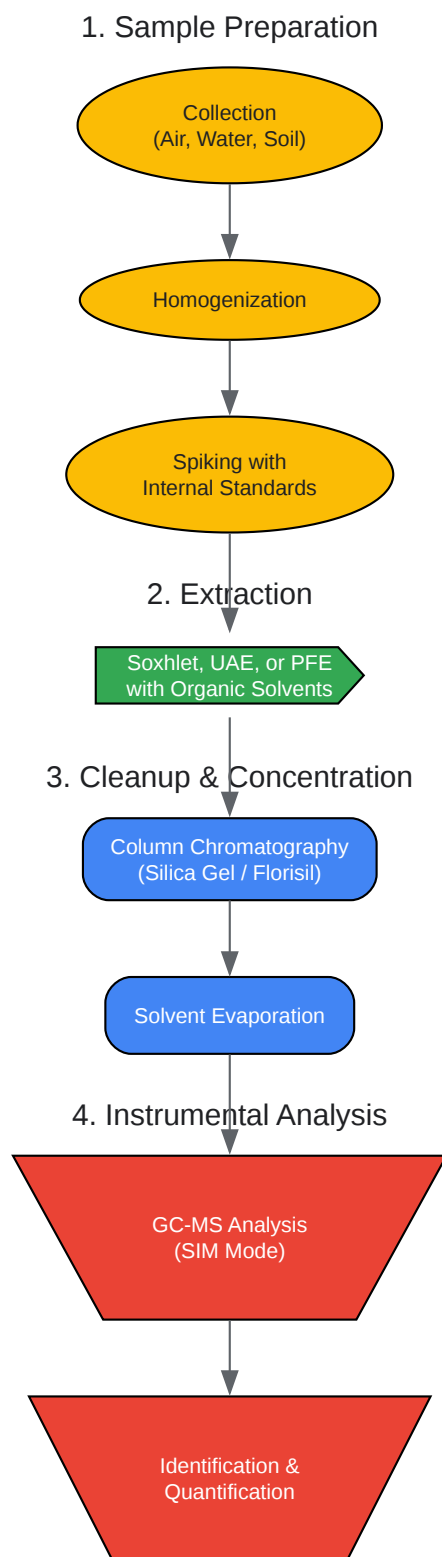 1. Sample Preparation
Collection
(Air, Water, Soil)
Homogenization
Spiking with
Internal Standards
2. Extraction
Soxhlet, UAE, or PFE
with Organic Solvents
3. Cleanup & Concentration
Column Chromatography
(Silica Gel / Florisil)
Solvent Evaporation
4. Instrumental Analysis
GC-MS Analysis
(SIM Mode)
Identification &
Quantification